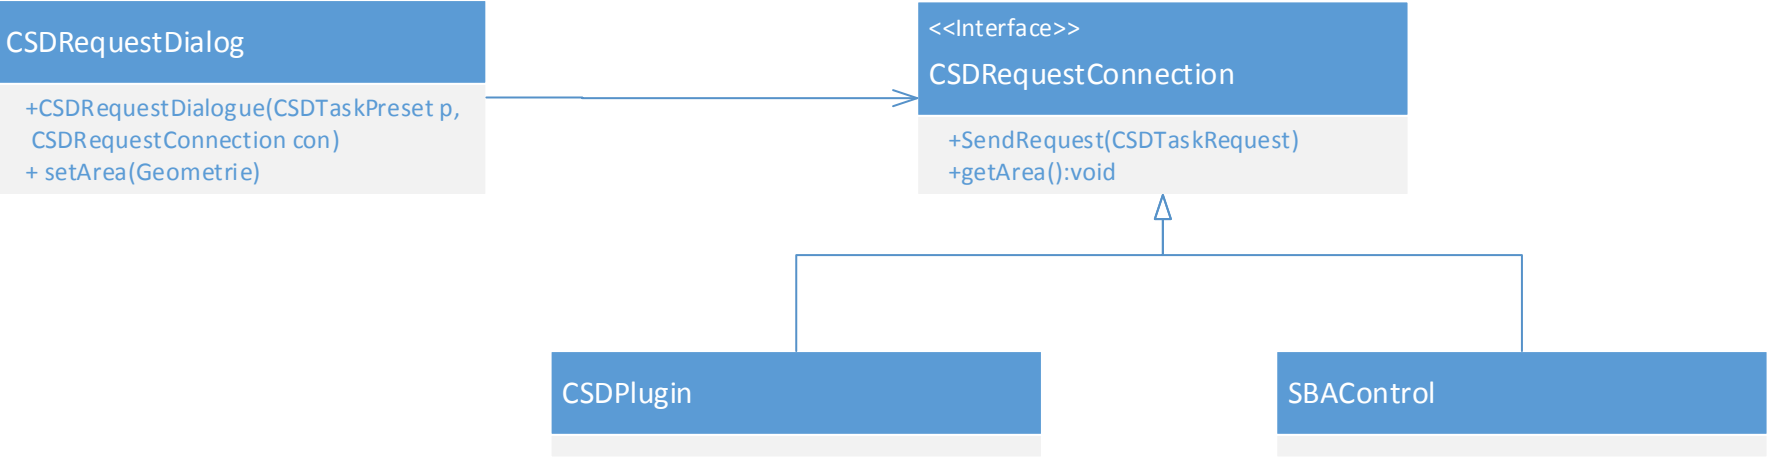 CSDRequestDialog
+CSDRequestDialogue(CSDTaskPreset p,
CSDRequestConnection con)
+ setArea(Geometrie)
<<Interface>>
CSDRequestConnection
+SendRequest(CSDTaskRequest)
+getArea():void
CSDPlugin
SBAControl